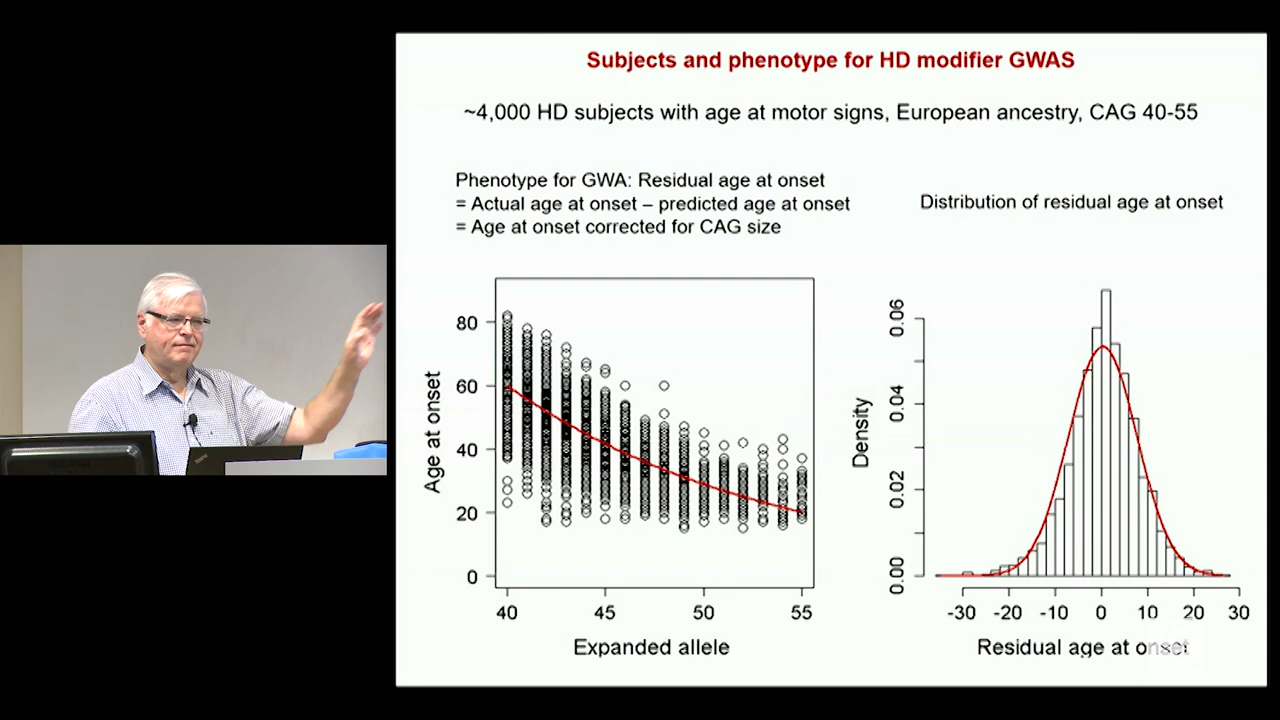 Subjects and phenotype for HD modifier GWAS
~4,000 HD subjects with age at motor signs, European ancestry, CAG 40-55
Phenotype for GWA: Residual age at onset
= Actual age at onset – predicted age at onset
= Age at onset corrected for CAG size
Distribution of residual age at onset
Age at onset
80
60
40
20
0
40 45 50 55
Expanded allele
Density
0.06
0.04
0.02
0.00
-30 -20 -10 0 10 20 30
Residual age at onset